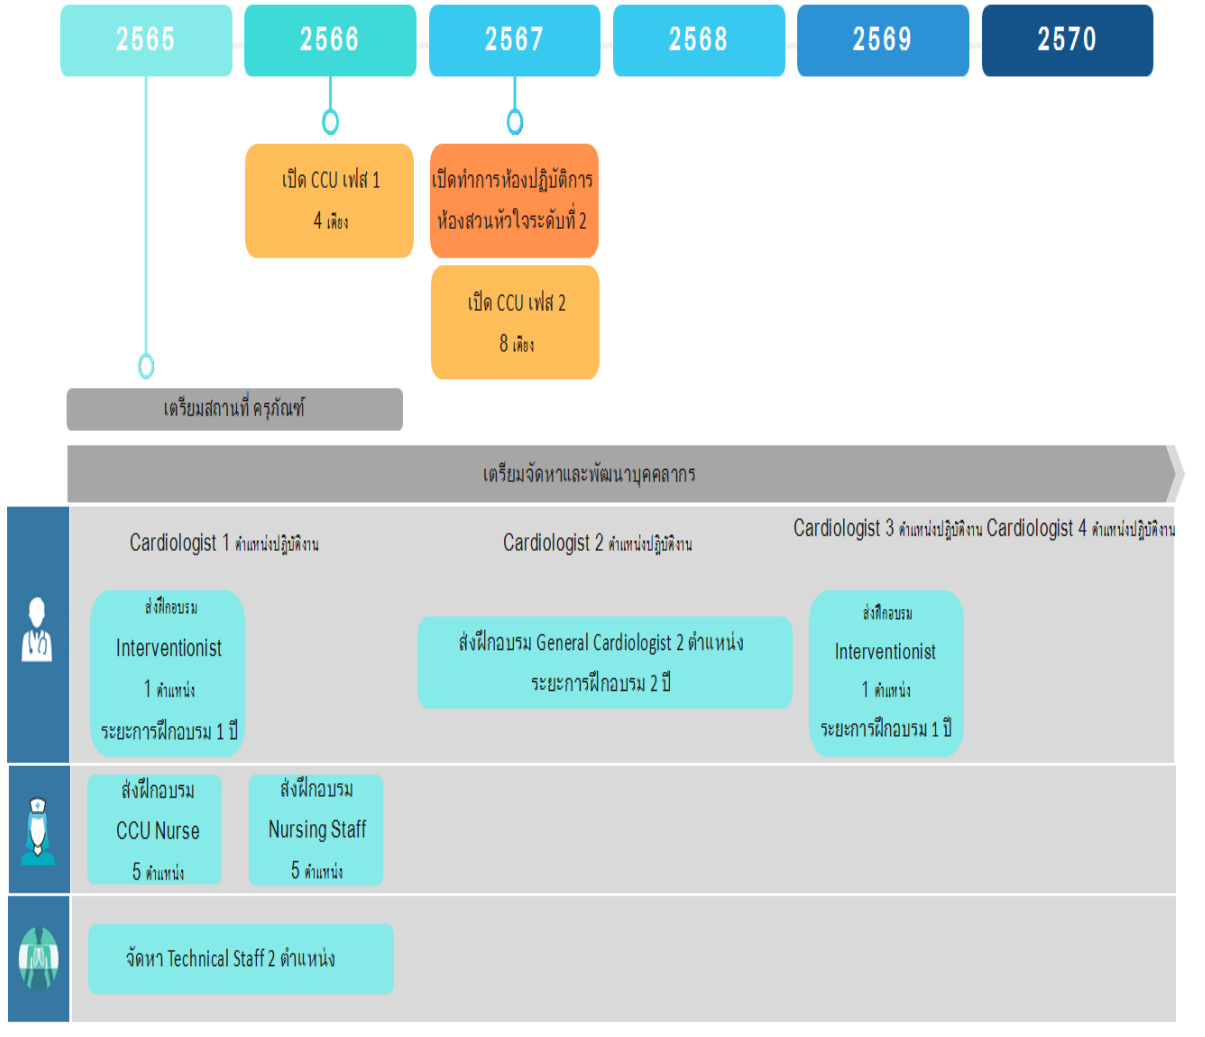 2565
2566
2567
2568
2569
2570
เปิด CCU เฟส 1
4 เตียง
เปิดทำการห้องปฏิบัติการ
ห้องสวนหัวใจระดับที่ 2
เปิด CCU เฟส 2
8 เตียง
เตรียมสถานที่ ครุภัณฑ์
เตรียมจัดหาและพัฒนาบุคคลากร
Cardiologist 1 ตำแหน่งปฏิบัติงาน
Cardiologist 2 ตำแหน่งปฏิบัติงาน
Cardiologist 3 ตำแหน่งปฏิบัติงาน
Cardiologist 4 ตำแหน่งปฏิบัติงาน
ส่งฝึกอบรม
Interventionist
1 ตำแหน่ง
ระยะการฝึกอบรม 1 ปี
ส่งฝึกอบรม General Cardiologist 2 ตำแหน่ง
ระยะการฝึกอบรม 2 ปี
ส่งฝึกอบรม
Interventionist
1 ตำแหน่ง
ระยะการฝึกอบรม 1 ปี
ส่งฝึกอบรม
CCU Nurse
5 ตำแหน่ง
ส่งฝึกอบรม
Nursing Staff
5 ตำแหน่ง
จัดหา Technical Staff 2 ตำแหน่ง